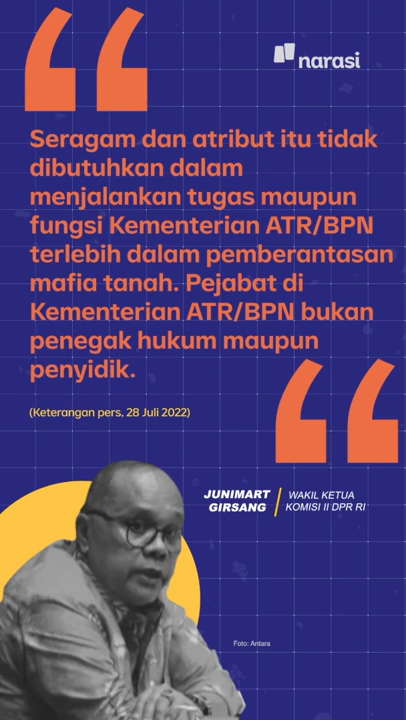 narasi
Seragam dan atribut itu tidak
dibutuhkan dalam
menjalankan tugas maupun
fungsi Kementerian ATR/BPN
terlebih dalam pemberantasan
mafia tanah. Pejabat di
Kementerian ATR/BPN bukan
penegak hukum maupun
penyidik.
(Keterangan pers, 28 Juli 2022)
JUNIMART
GIRSANG
WAKIL KETUA
KOMISI II DPR RI
Foto: Antara